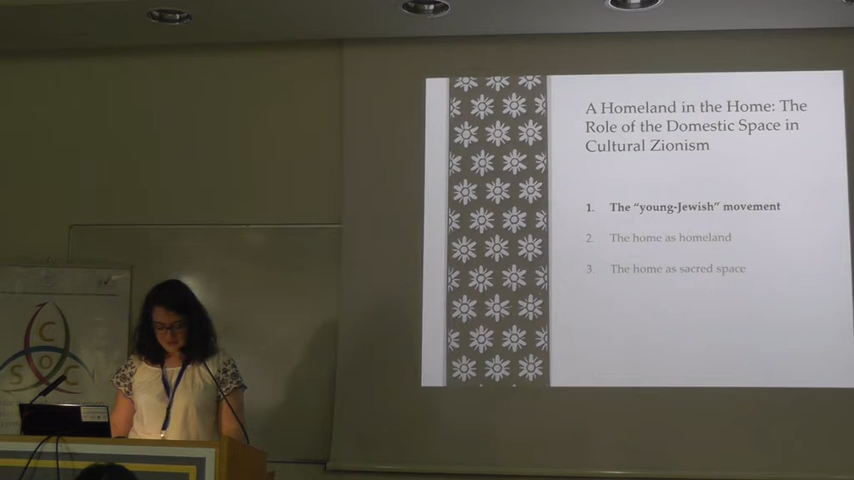 A Homeland in the Home: The
Role of the Domestic Space in
Cultural Zionism
1. The “young-Jewish” movement
2. The home as homeland
3. The home as sacred space
C
O
S C